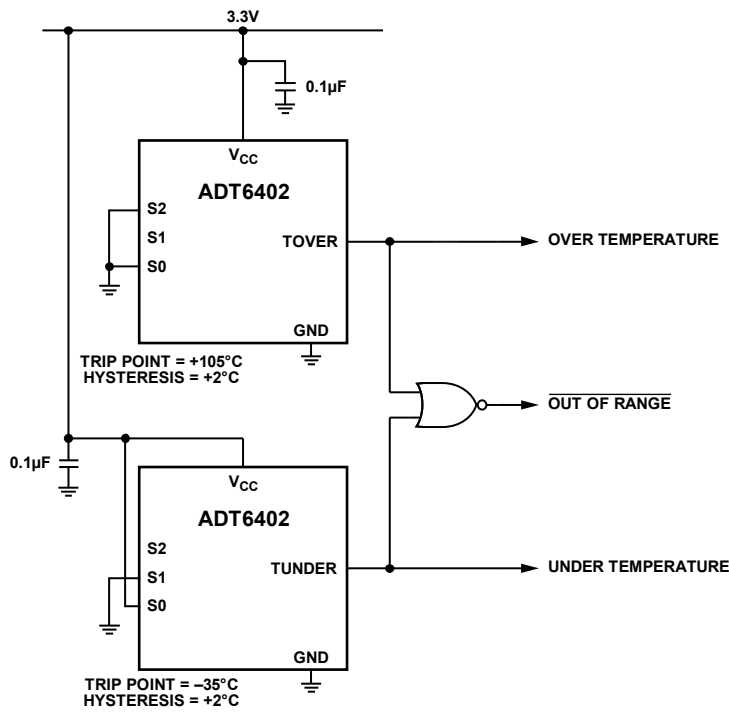 3.3V
0.1µF
VCC
ADT6402
S2
S1
S0
TOVER
GND
OVER TEMPERATURE
TRIP POINT = +105°C
HYSTERESIS = +2°C
OUT OF RANGE
0.1µF
VCC
ADT6402
S2
S1
S0
TUNDER
GND
UNDER TEMPERATURE
TRIP POINT = –35°C
HYSTERESIS = +2°C